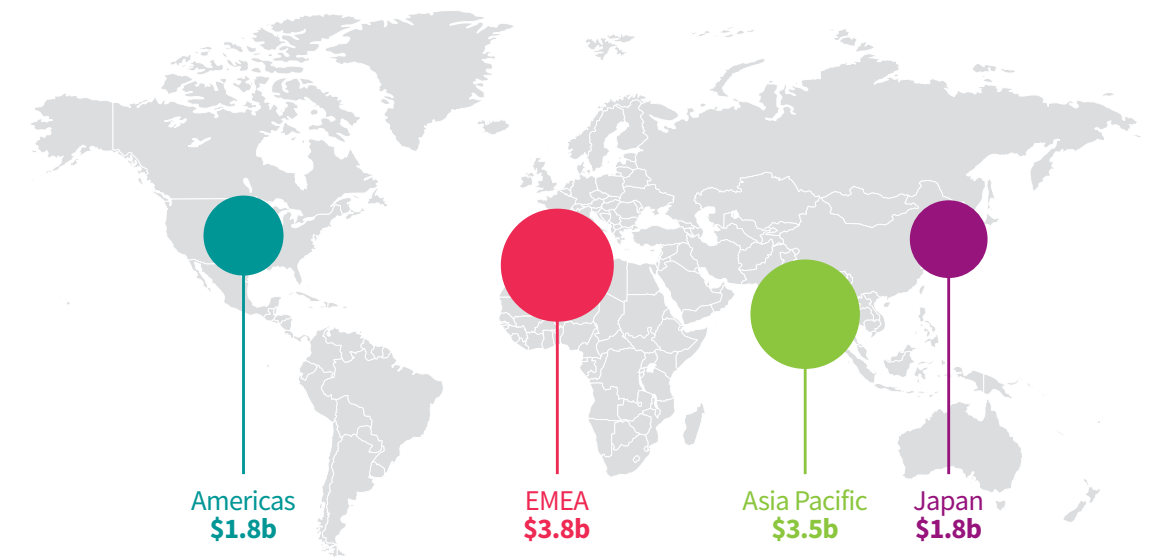 Americas
$1.8b
EMEA
$3.8b
Asia Pacific
$3.5b
Japan
$1.8b